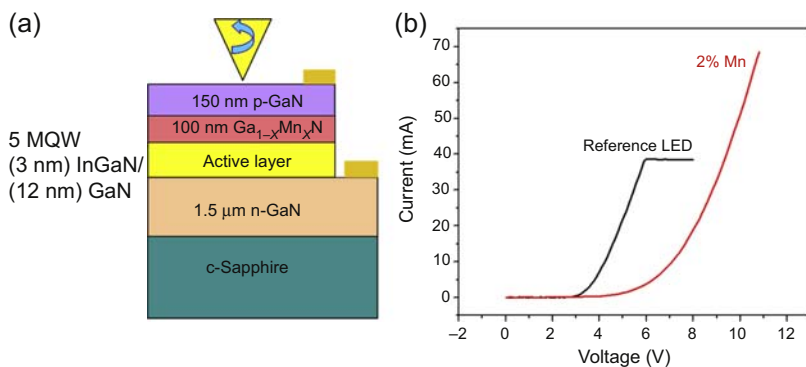 (a)
150 nm p-GaN
100 nm Ga1–XMnXN
Active layer
1.5 μm n-GaN
c-Sapphire
5 MQW
(3 nm) InGaN/
(12 nm) GaN
(b)
2% Mn
Reference LED
Current (mA)
70
60
50
40
30
20
10
0
–2 0 2 4 6 8 10 12
Voltage (V)